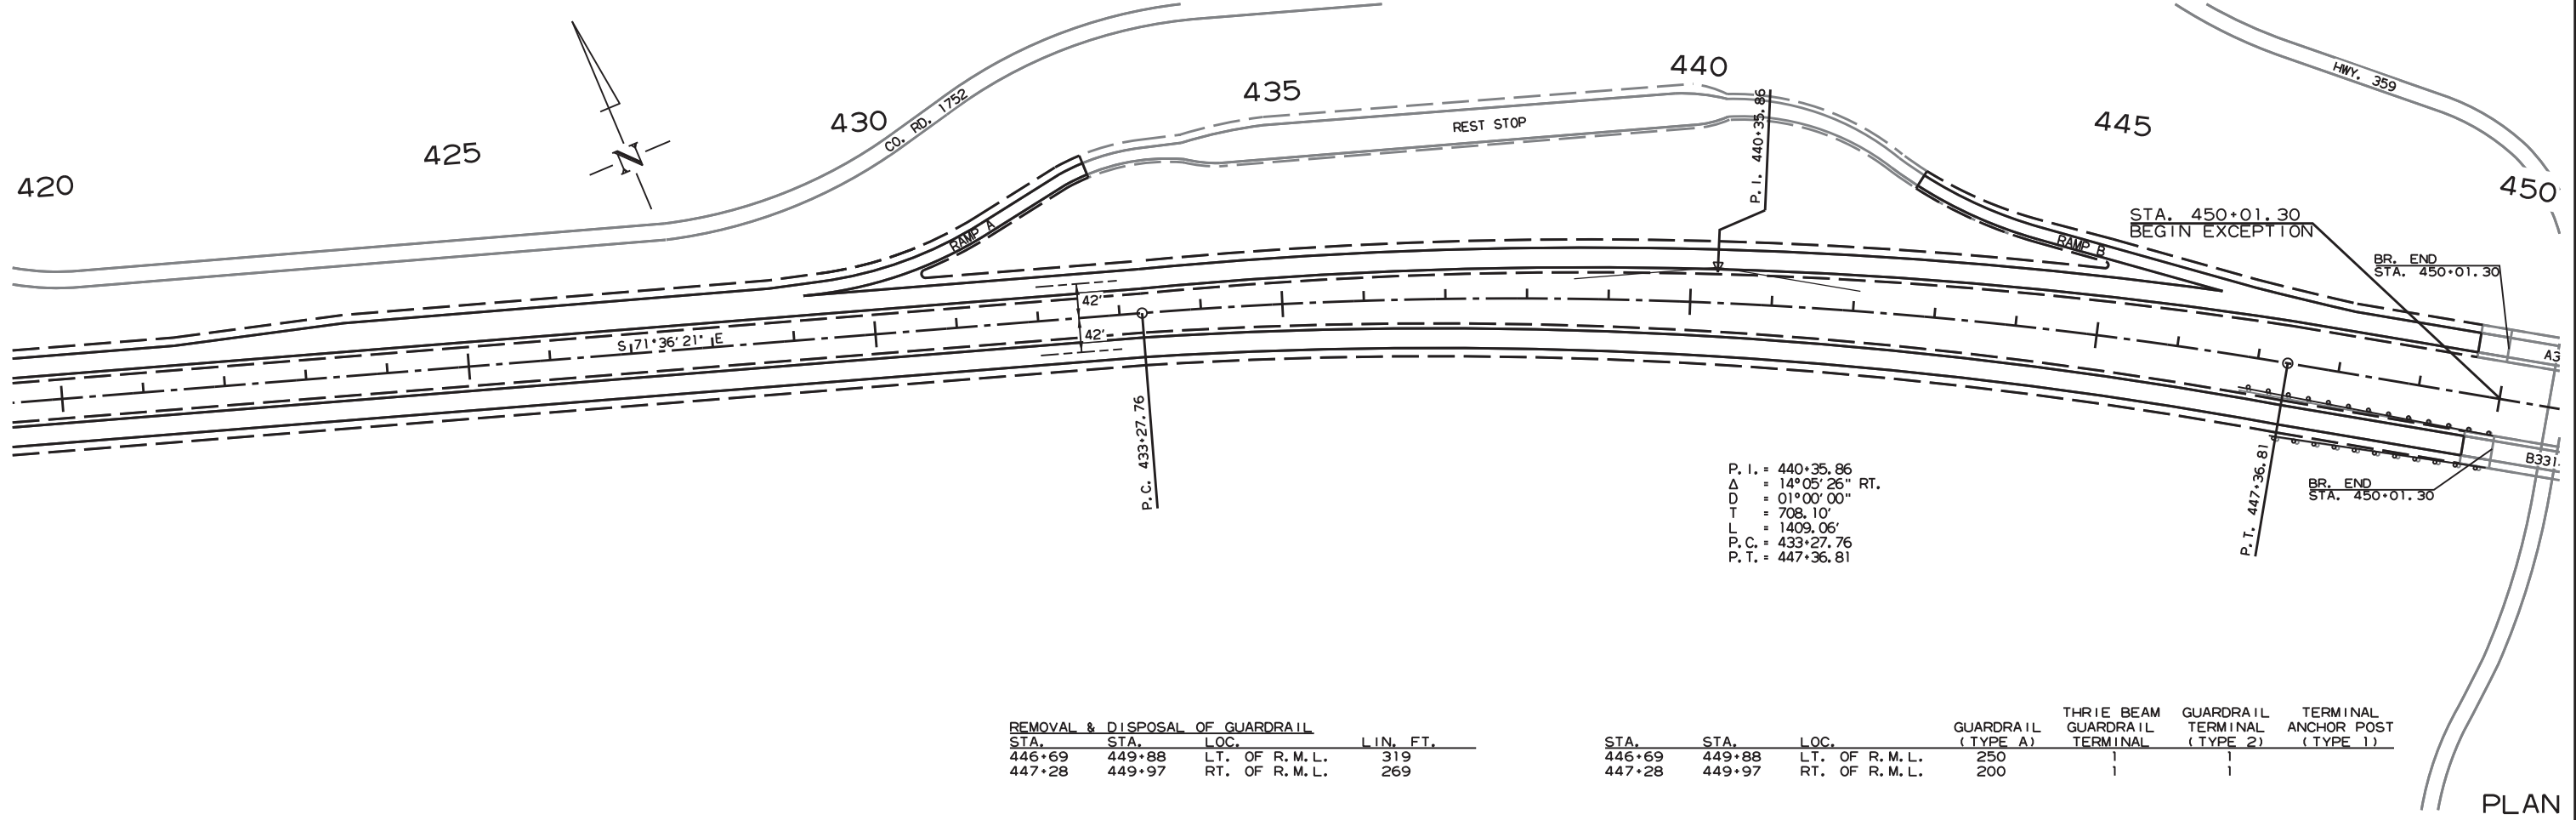 420
425
430
435
440
445
450
CO. RD. 1752
REST STOP
HWY. 359
N
RAMP A
RAMP B
P.I. 440+35.86
STA. 450+01.30
BEGIN EXCEPTION
BR. END
STA. 450+01.30
42'
42'
S 71°36'21" E
A3
B331
P.C. 433+27.76
P.T. 447+36.81
BR. END
STA. 450+01.30
P.I. = 440+35.86
Δ = 14°05'26" RT.
D = 01°00'00"
T = 708.10'
L = 1409.06'
P.C. = 433+27.76
P.T. = 447+36.81
REMOVAL & DISPOSAL OF GUARDRAIL
STA. STA. LOC. LIN. FT.
446+69 449+88 LT. OF R.M.L. 319
447+28 449+97 RT. OF R.M.L. 269
THRIE BEAM GUARDRAIL TERMINAL
GUARDRAIL GUARDRAIL TERMINAL ANCHOR POST
STA. STA. LOC. (TYPE A) TERMINAL (TYPE 2) (TYPE 1)
446+69 449+88 LT. OF R.M.L. 250 1 1
447+28 449+97 RT. OF R.M.L. 200 1 1
PLAN